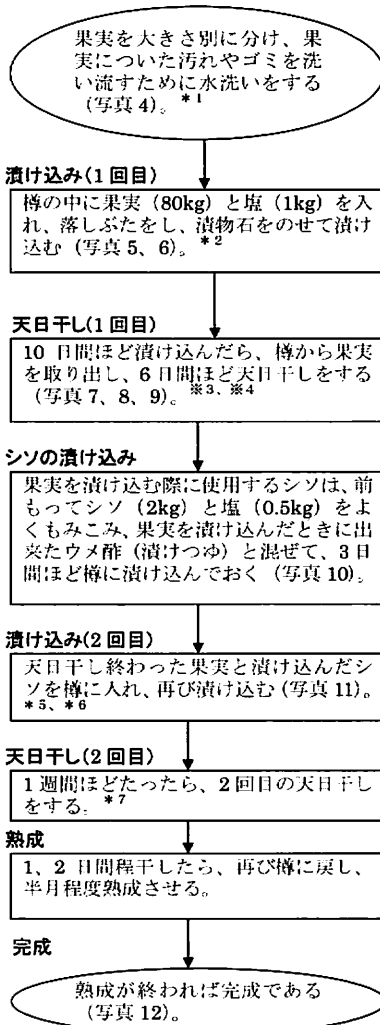 果実を大きさ別に分け、果
実についた汚れやゴミを洗
い流すために水洗いをする
(写真4)。*1
漬け込み(1回目)
樽の中に果実(80kg)と塩(1kg)を入
れ、落しぶたをし、漬物石をのせて漬け
込む(写真5、6)。*2
天日干し(1回目)
10日間ほど漬け込んだら、樽から果実
を取り出し、6日間ほど天日干しをする
(写真7、8、9)。※3、※4
シソの漬け込み
果実を漬け込む際に使用するシソは、前
もってシソ(2kg)と塩(0.5kg)をよ
くもみこみ、果実を漬け込んだときに出
来たウメ酢(漬けつゆ)と混ぜて、3日
間ほど樽に漬け込んでおく(写真10)。
漬け込み(2回目)
天日干し終わった果実と漬け込んだシ
ソを樽に入れ、再び漬け込む(写真11)。
*5、*6
天日干し(2回目)
1週間ほどたったら、2回目の天日干し
をする。*7
熟成
1、2日間程干したら、再び樽に戻し、
半月程度熟成させる。
完成
熟成が終われば完成である
(写真12)。